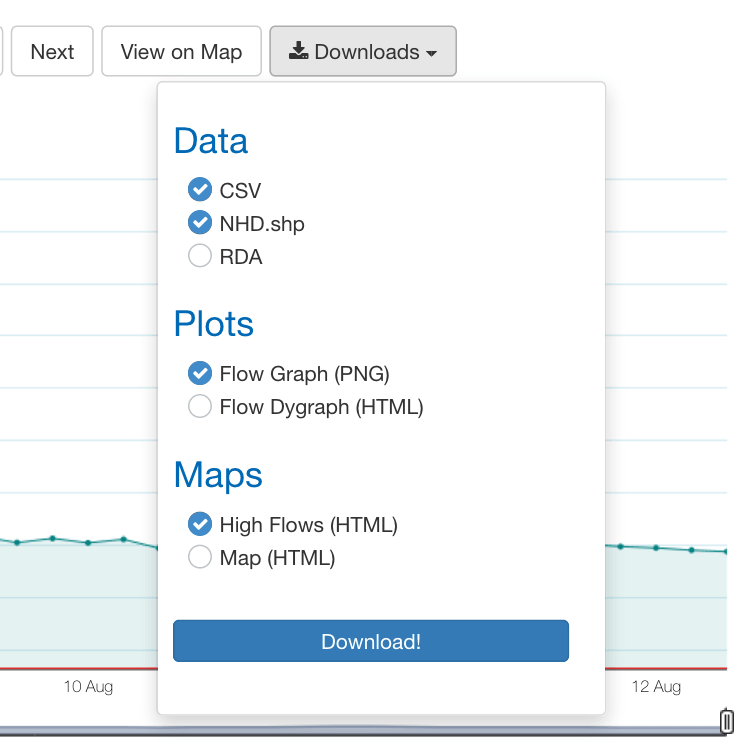 Next
View on Map
Downloads
Data
CSV
NHD.shp
RDA
Plots
Flow Graph (PNG)
Flow Dygraph (HTML)
Maps
High Flows (HTML)
Map (HTML)
Download!
10 Aug
12 Aug